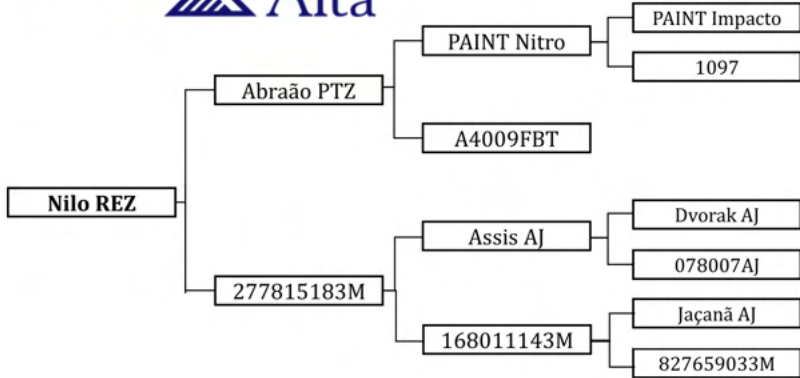 Alta
PAINT Impacto
PAINT Nitro
1097
Abraão PTZ
A4009FBT
Nilo REZ
Dvorak AJ
Assis AJ
078007AJ
277815183M
Jaçanã AJ
168011143M
827659033M